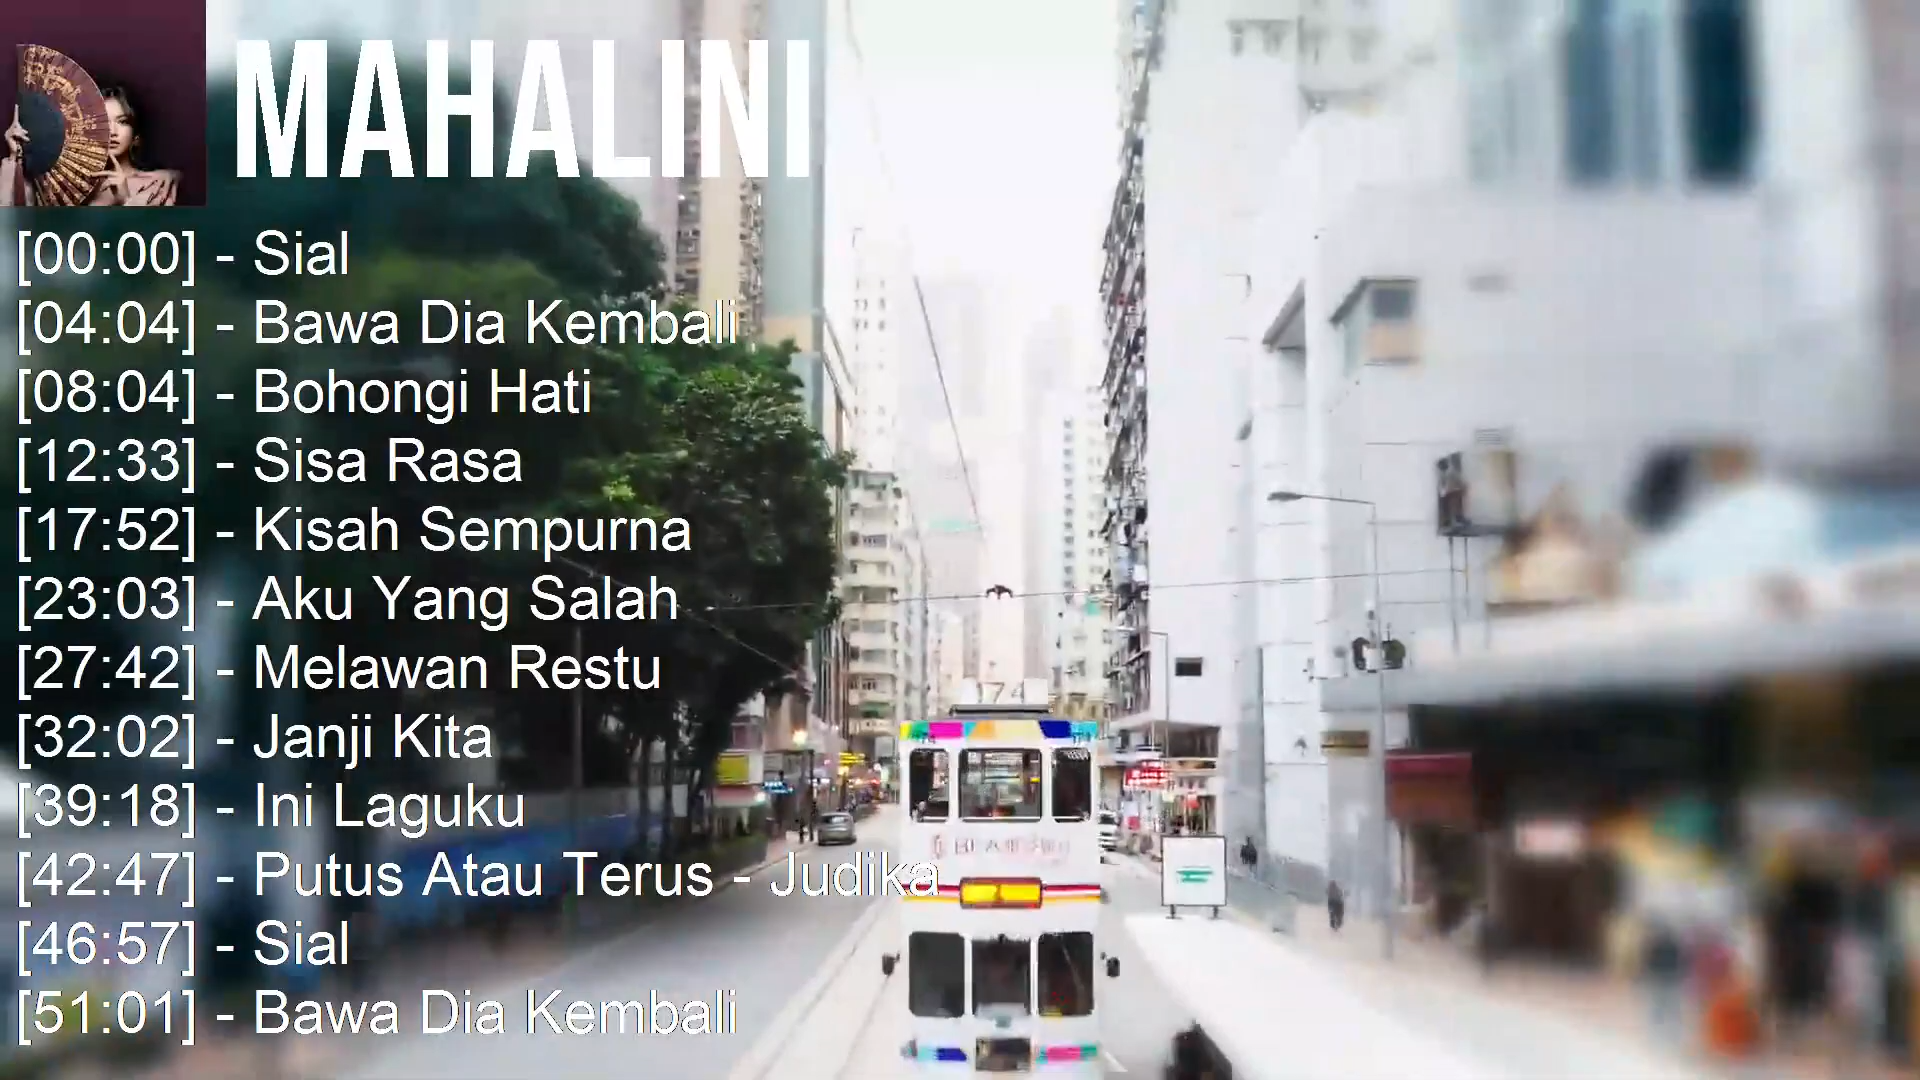 MAHALINI
[00:00] - Sial
[04:04] - Bawa Dia Kembali
[08:04] - Bohongi Hati
[12:33] - Sisa Rasa
[17:52] - Kisah Sempurna
[23:03] - Aku Yang Salah
[27:42] - Melawan Restu
[32:02] - Janji Kita
[39:18] - Ini Laguku
[42:47] - Putus Atau Terus - Judika
[46:57] - Sial
[51:01] - Bawa Dia Kembali